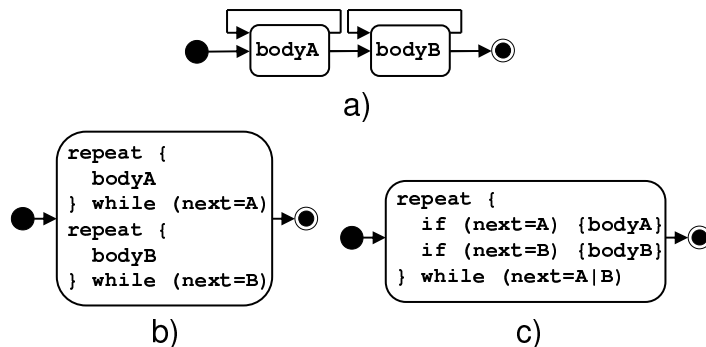 bodyA bodyB
a)
repeat {
bodyA
} while (next=A)
repeat {
bodyB
} while (next=B)
b)
repeat {
if (next=A) {bodyA}
if (next=B) {bodyB}
} while (next=A|B)
c)